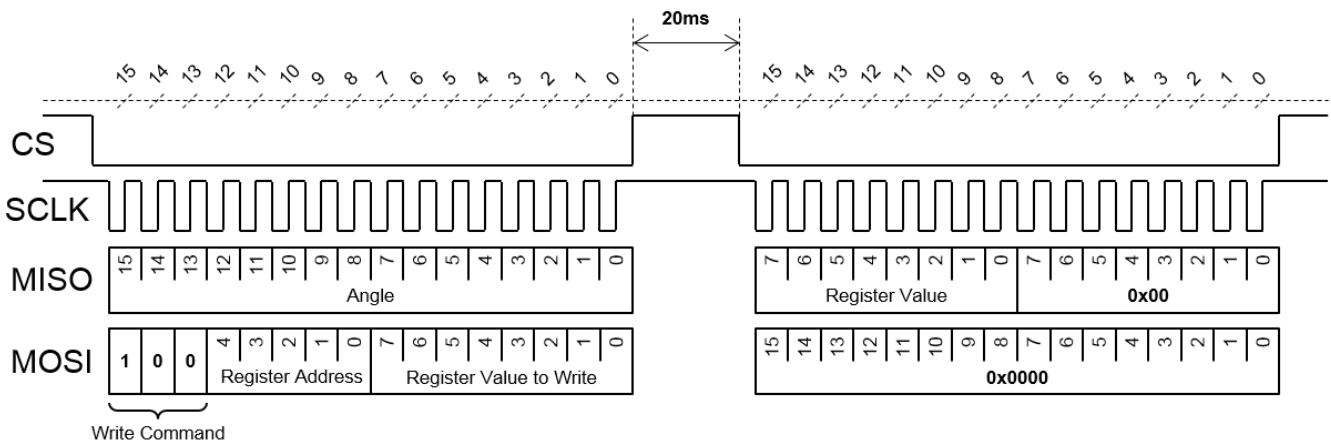 20ms
15 14 13 12 11 10 9 8 7 6 5 4 3 2 1 0 15 14 13 12 11 10 9 8 7 6 5 4 3 2 1 0
CS
SCLK
MISO 15 14 13 12 11 10 9 8 7 6 5 4 3 2 1 0 7 6 5 4 3 2 1 0 7 6 5 4 3 2 1 0
Angle Register Value 0x00
MOSI 1 0 0 4 3 2 1 0 7 6 5 4 3 2 1 0 15 14 13 12 11 10 9 8 7 6 5 4 3 2 1 0
Register Address Register Value to Write 0x0000
Write Command